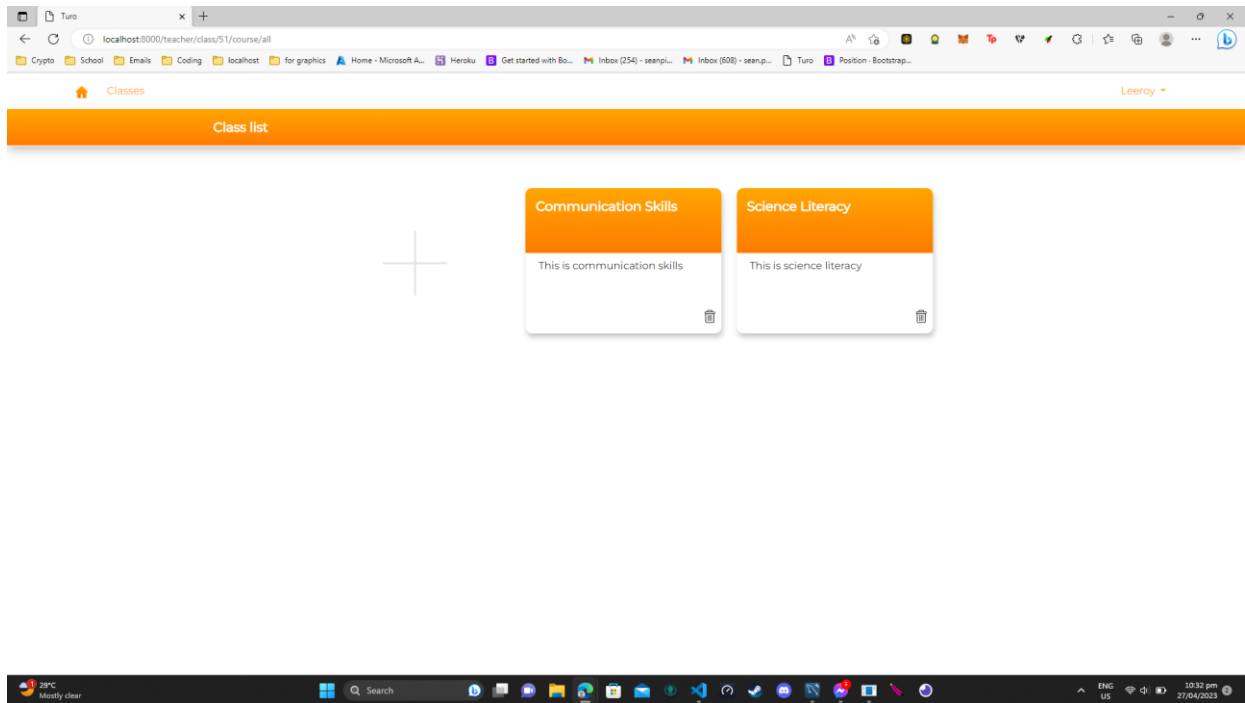 Turo
localhost:8000/teacher/class/51/course/all
Crypto School Emails Coding localhost for graphics Home - Microsoft A... Heroku Get started with Bo... Inbox (254) - seanpi... Inbox (608) - sean.p... Turo Position · Bootstrap...
Classes Leeroy
Class list
Communication Skills Science Literacy
This is communication skills This is science literacy
29°C
Mostly clear
Search
ENG
US
10:32 pm
27/04/2023